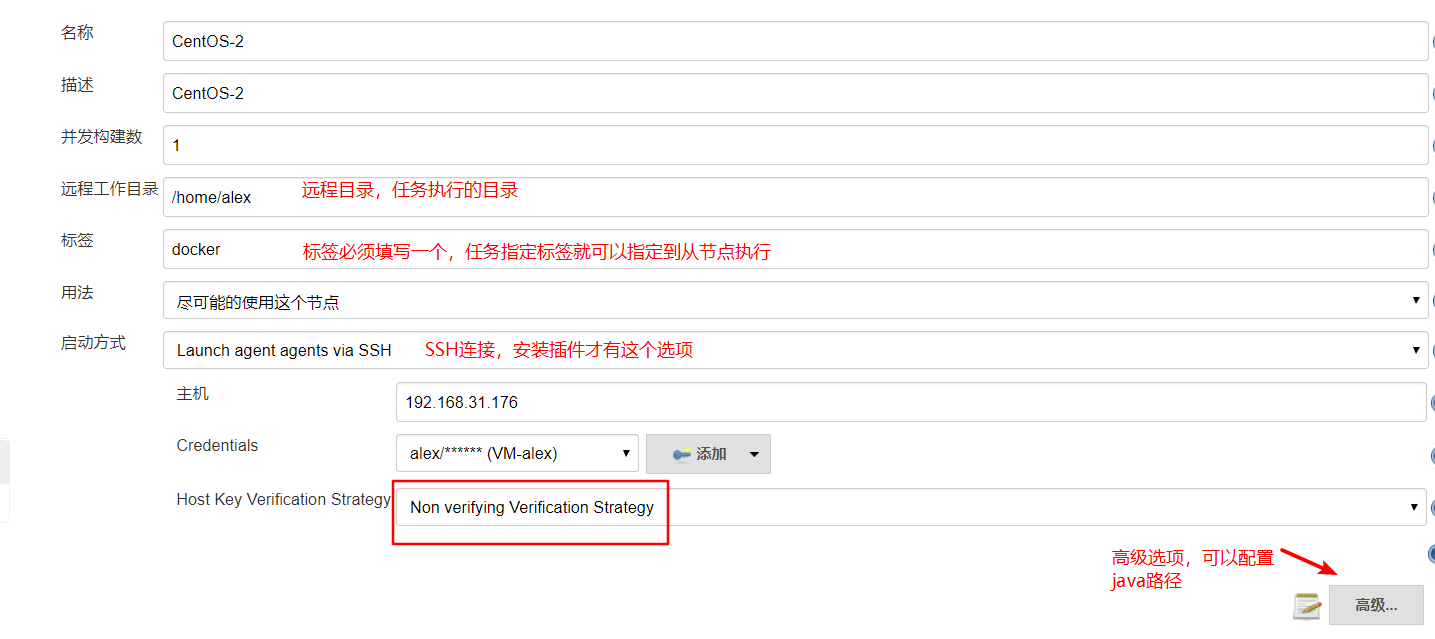 名称
CentOS-2
描述
CentOS-2
并发构建数
1
远程工作目录
/home/alex
远程目录，任务执行的目录
标签
docker
标签必须填写一个，任务指定标签就可以指定到从节点执行
用法
尽可能的使用这个节点
启动方式
Launch agent agents via SSH
SSH连接，安装插件才有这个选项
主机
192.168.31.176
Credentials
alex/****** (VM-alex)
添加
Host Key Verification Strategy
Non verifying Verification Strategy
高级选项，可以配置
java路径
高级...